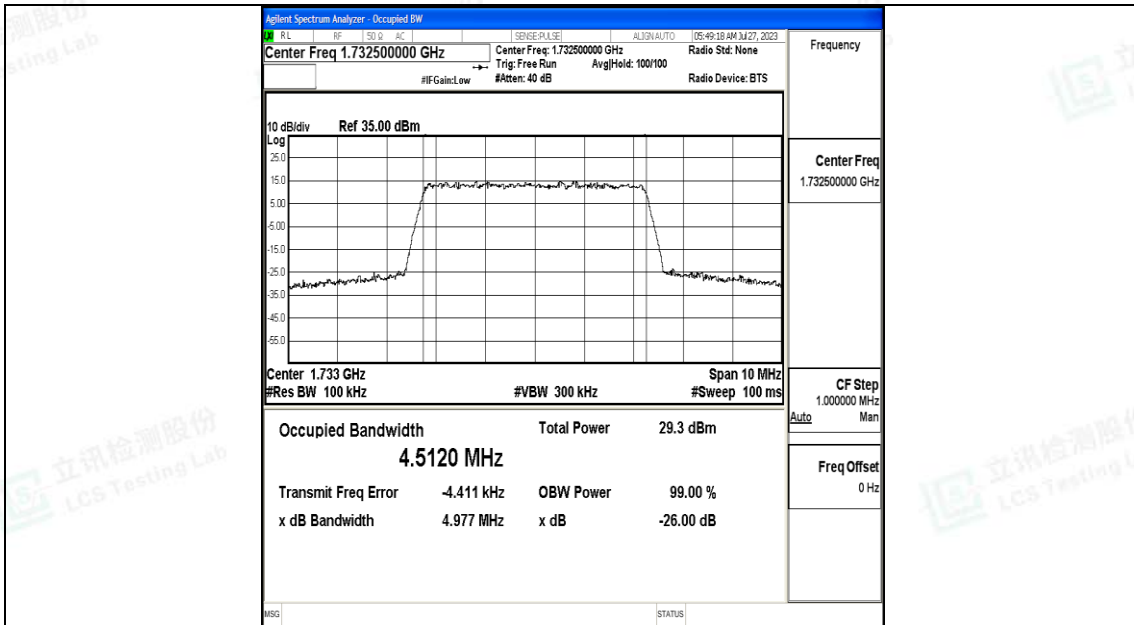 Agilent Spectrum Analyzer - Occupied BW
RL RF 50 Ω AC SENSE:PULSE ALIGN AUTO 05:49:18 AM Jul 27, 2023
Center Freq 1.732500000 GHz
Center Freq: 1.732500000 GHz Radio Std: None
Trig: Free Run Avg|Hold: 100/100
#IFGain:Low #Atten: 40 dB Radio Device: BTS
10 dB/div Ref 35.00 dBm
Log
25.0
15.0
5.00
-5.00
-15.0
-25.0
-35.0
-45.0
-55.0
Center 1.733 GHz Span 10 MHz
#Res BW 100 kHz #VBW 300 kHz #Sweep 100 ms
Occupied Bandwidth Total Power 29.3 dBm
4.5120 MHz
Transmit Freq Error -4.411 kHz OBW Power 99.00 %
x dB Bandwidth 4.977 MHz x dB -26.00 dB
MSG STATUS
Frequency
Center Freq
1.732500000 GHz
CF Step
1.000000 MHz
Auto Man
Freq Offset
0 Hz
立讯检测股份
LCS Testing Lab
立讯检测股份
LCS Testing